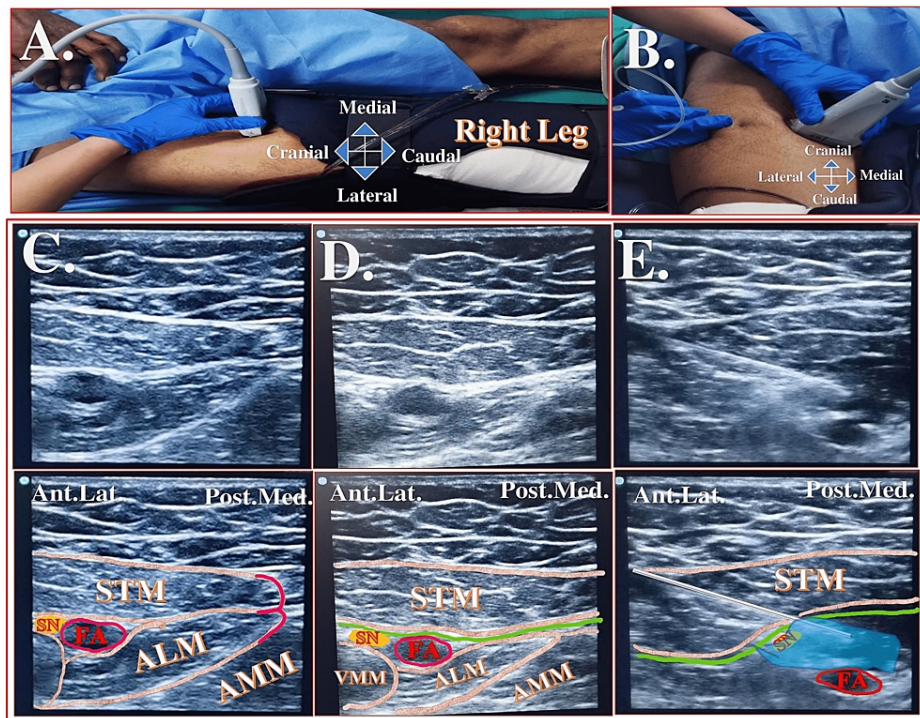 A.
Medial
Cranial
Caudal
Lateral
Right Leg
B.
Cranial
Lateral
Medial
Caudal
C.
D.
E.
Ant.Lat
Post.Med.
STM
SN
FA
ALM
AMM
Ant.Lat.
Post.Med.
STM
SN
FA
VMM
ALM
AMM
Ant.Lat.
Post.Med.
STM
SN
FA